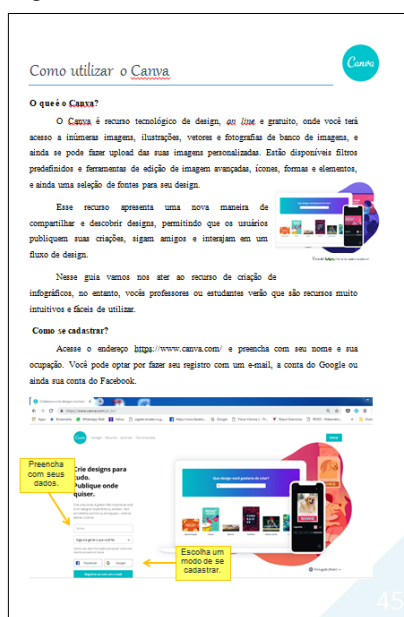 Como utilizar o Canva
Canva
O que é o Canva?
O Canva é recurso tecnológico de design, on line e gratuito, onde você terá
acesso a inúmeras imagens, ilustrações, vetores e fotografias de banco de imagens, e
ainda se pode fazer upload das suas imagens personalizadas. Estão disponíveis filtros
predefinidos e ferramentas de edição de imagem avançadas, ícones, formas e elementos,
e ainda uma seleção de fontes para seu design.
Esse recurso apresenta uma nova maneira de
compartilhar e descobrir designs, permitindo que os usuários
publiquem suas criações, sigam amigos e interajam em um
fluxo de design.
Nesse guia vamos nos ater ao recurso de criação de
infográficos, no entanto, vocês professores ou estudantes verão que são recursos muito
intuitivos e fáceis de utilizar.
Como se cadastrar?
Acesse o endereço https://www.canva.com/ e preencha com seu nome e sua
ocupação. Você pode optar por fazer seu registro com um e-mail, a conta do Google ou
ainda sua conta do Facebook.
Crie designs para
tudo.
Publique onde
quiser.
Preencha
com seus
dados.
Facebook
Google
Escolha um
modo de se
cadastrar.
45